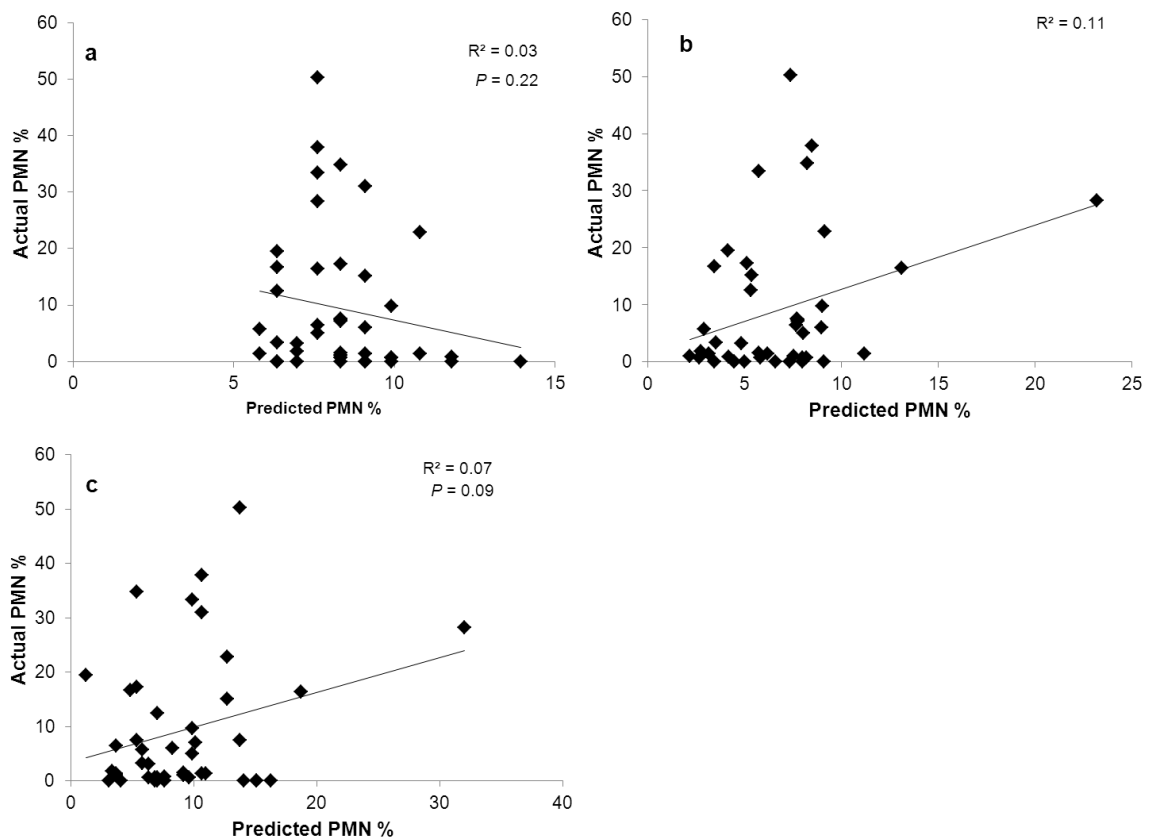 a
R² = 0.03
P = 0.22
60
50
40
30
20
10
0
Actual PMN %
0 5 10 15
Predicted PMN %
b
R² = 0.11
60
50
40
30
20
10
0
Actual PMN %
0 5 10 15 20 25
Predicted PMN %
c
R² = 0.07
P = 0.09
60
50
40
30
20
10
0
Actual PMN %
0 10 20 30 40
Predicted PMN %